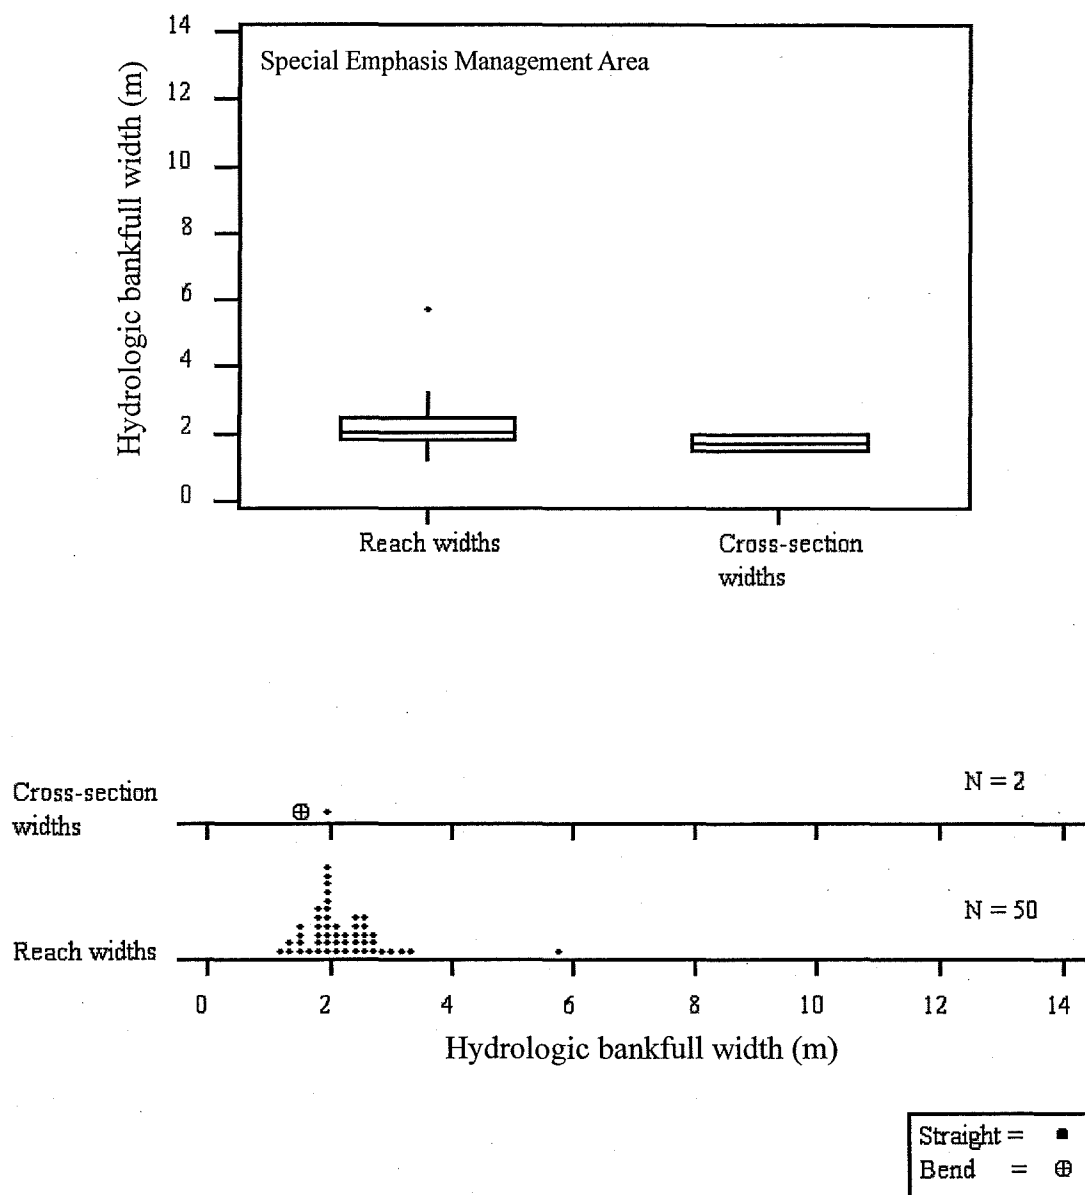 Special Emphasis Management Area
Hydrologic bankfull width (m)
14
12
10
8
6
4
2
0
Reach widths
Cross-section
widths
Cross-section
widths
N = 2
Reach widths
N = 50
0 2 4 6 8 10 12 14
Hydrologic bankfull width (m)
Straight =
Bend =